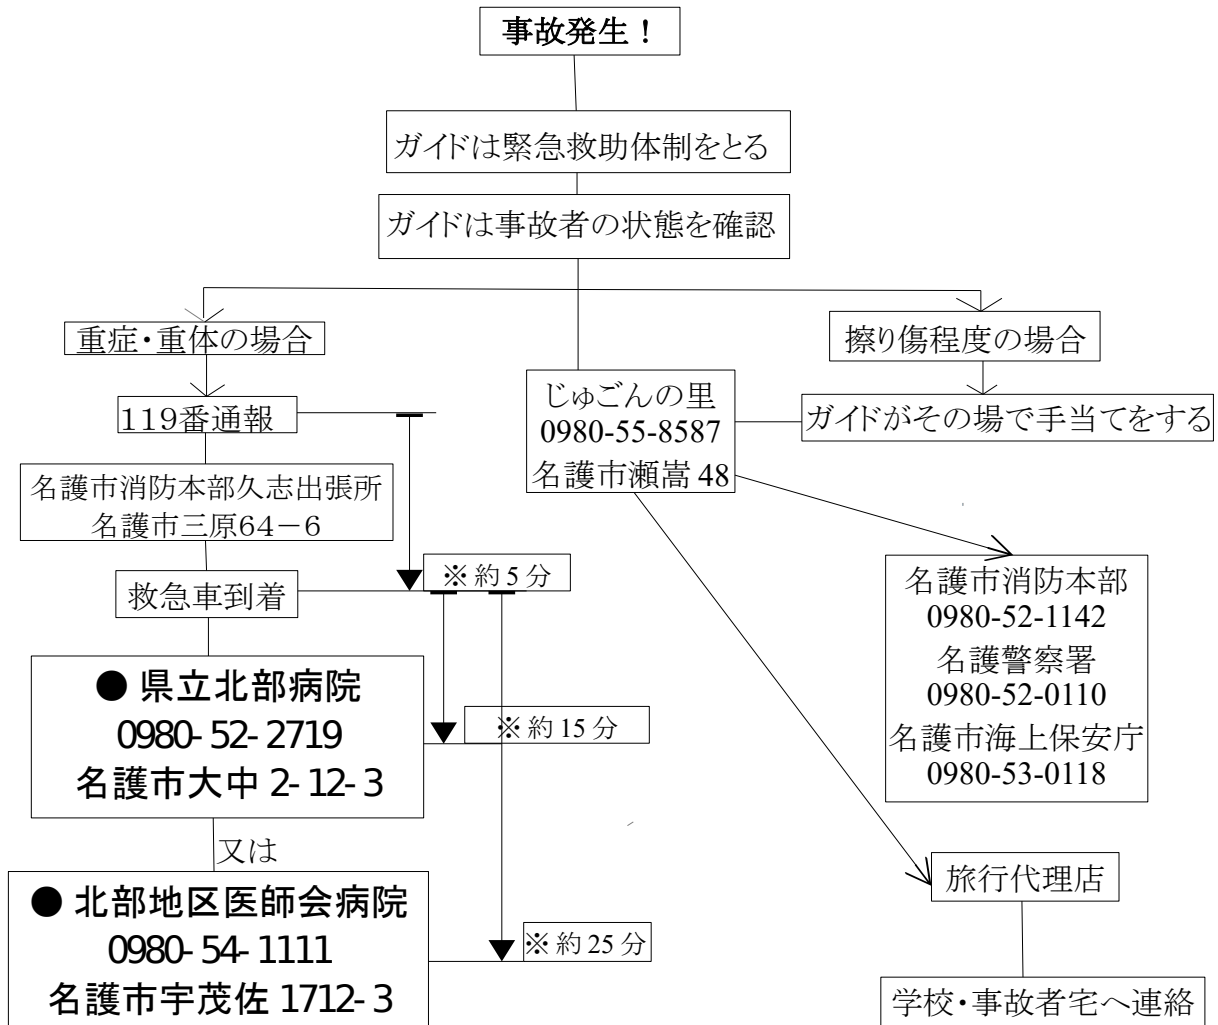 事故発生！
ガイドは緊急救助体制をとる
ガイドは事故者の状態を確認
重症・重体の場合
119番通報
名護市消防本部久志出張所
名護市三原64－6
※ 約 5 分
救急車到着
● 県立北部病院
0980-52-2719
名護市大中 2-12-3
※ 約 15 分
又は
● 北部地区医師会病院
0980-54-1111
名護市宇茂佐 1712-3
※ 約 25 分
じゅごんの里
0980-55-8587
名護市瀬嵩 48
擦り傷程度の場合
ガイドがその場で手当てをする
名護市消防本部
0980-52-1142
名護警察署
0980-52-0110
名護市海上保安庁
0980-53-0118
旅行代理店
学校・事故者宅へ連絡